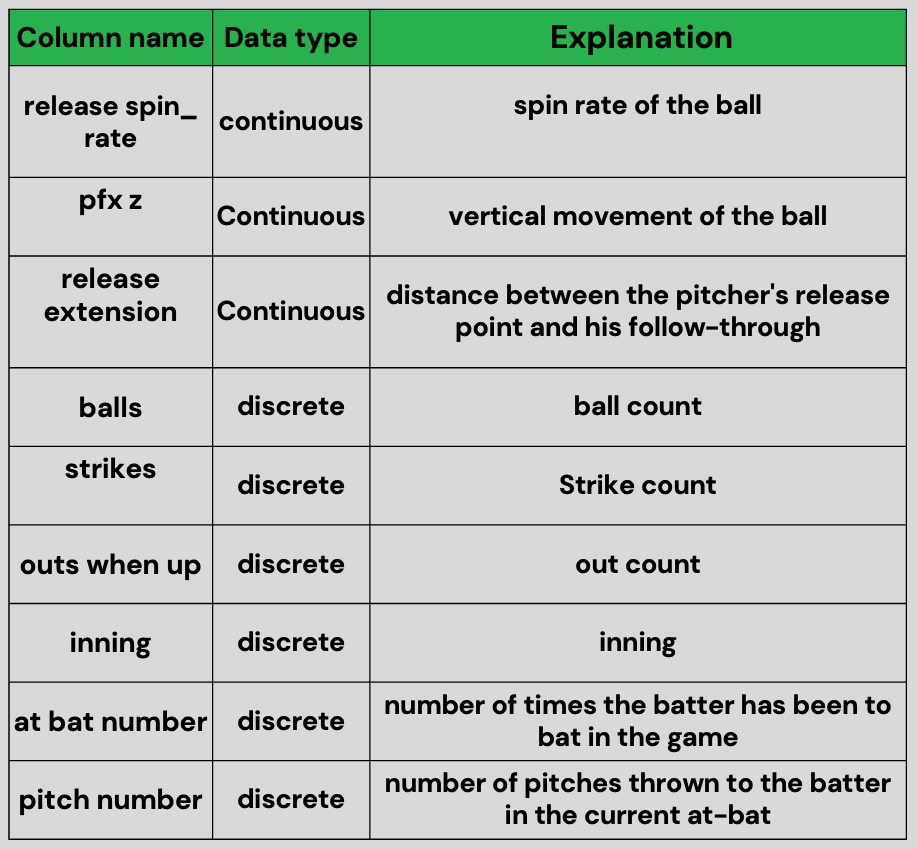 Column name Data type Explanation
release spin_
rate
continuous
spin rate of the ball
pfx z
Continuous
vertical movement of the ball
release
extension
Continuous
distance between the pitcher's release
point and his follow-through
balls
discrete
ball count
strikes
discrete
Strike count
outs when up
discrete
out count
inning
discrete
inning
at bat number
discrete
number of times the batter has been to
bat in the game
pitch number
discrete
number of pitches thrown to the batter
in the current at-bat